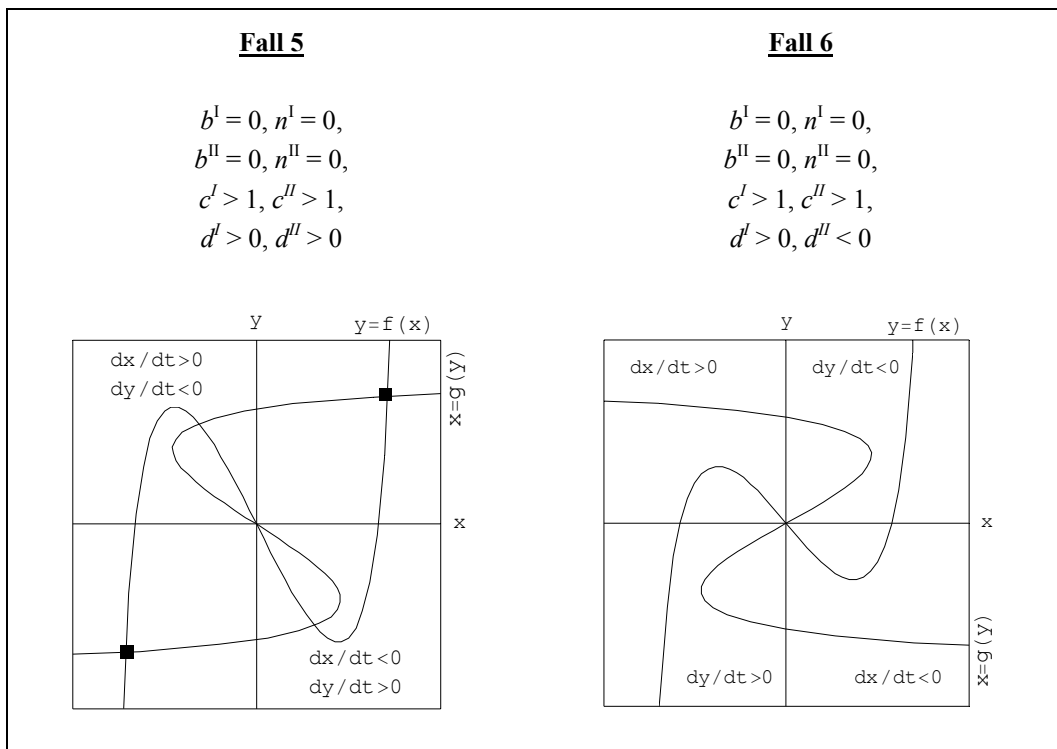 Fall 5
b^I = 0, n^I = 0,
b^II = 0, n^II = 0,
c^I > 1, c^II > 1,
d^I > 0, d^II > 0
y
y=f(x)
dx/dt>0
dy/dt<0
x=g(y)
x
dx/dt<0
dy/dt>0
Fall 6
b^I = 0, n^I = 0,
b^II = 0, n^II = 0,
c^I > 1, c^II > 1,
d^I > 0, d^II < 0
y
y=f(x)
dx/dt>0
dy/dt<0
x
dy/dt>0
dx/dt<0
x=g(y)